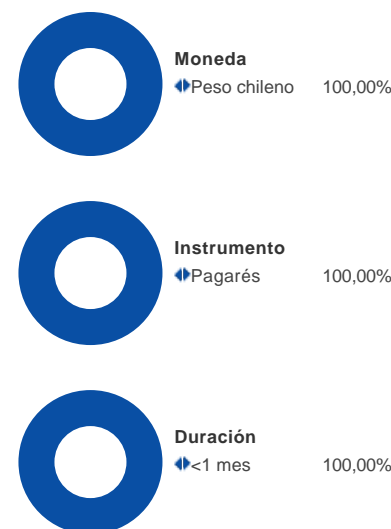 Moneda
Peso chileno 100,00%
Instrumento
Pagarés 100,00%
Duración
<1 mes 100,00%